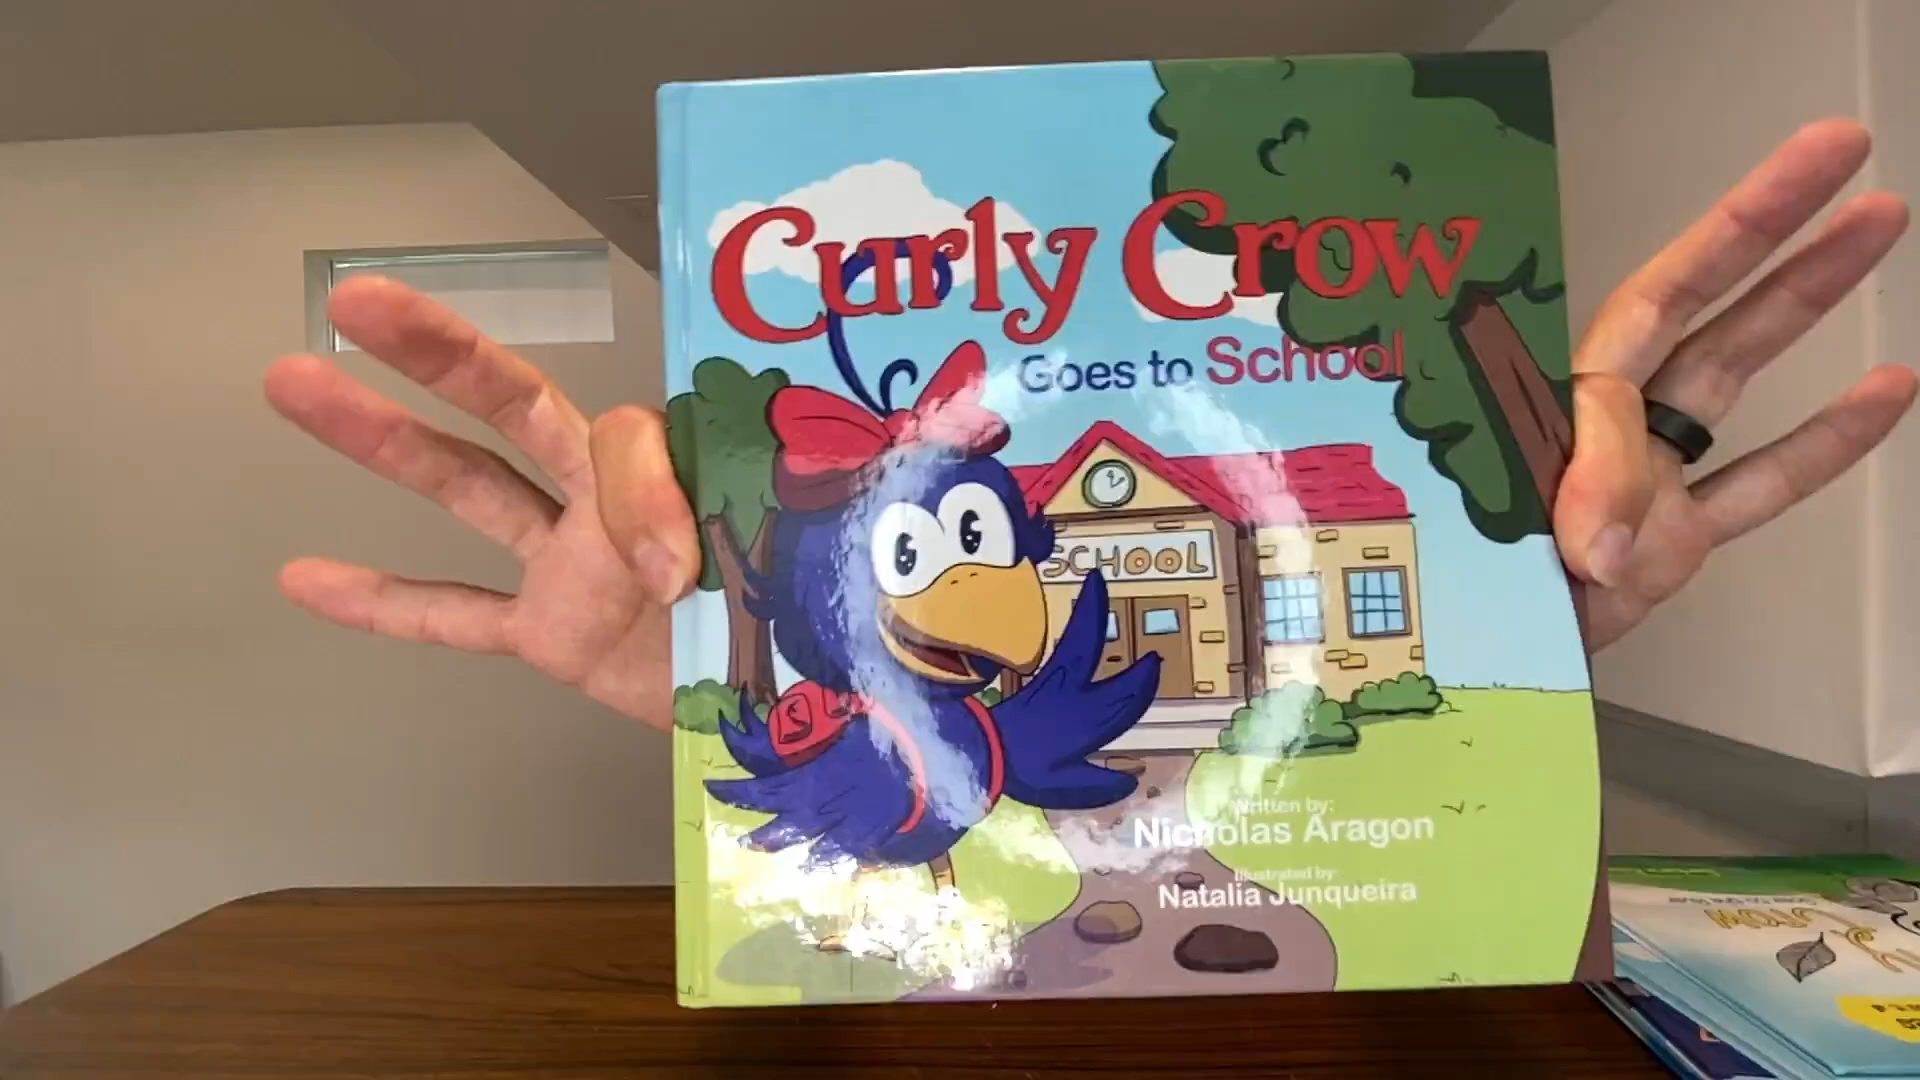 Curly Crow
Goes to School
SCHOOL
Written by:
Nicholas Aragon
Illustrated by:
Natalia Junqueira